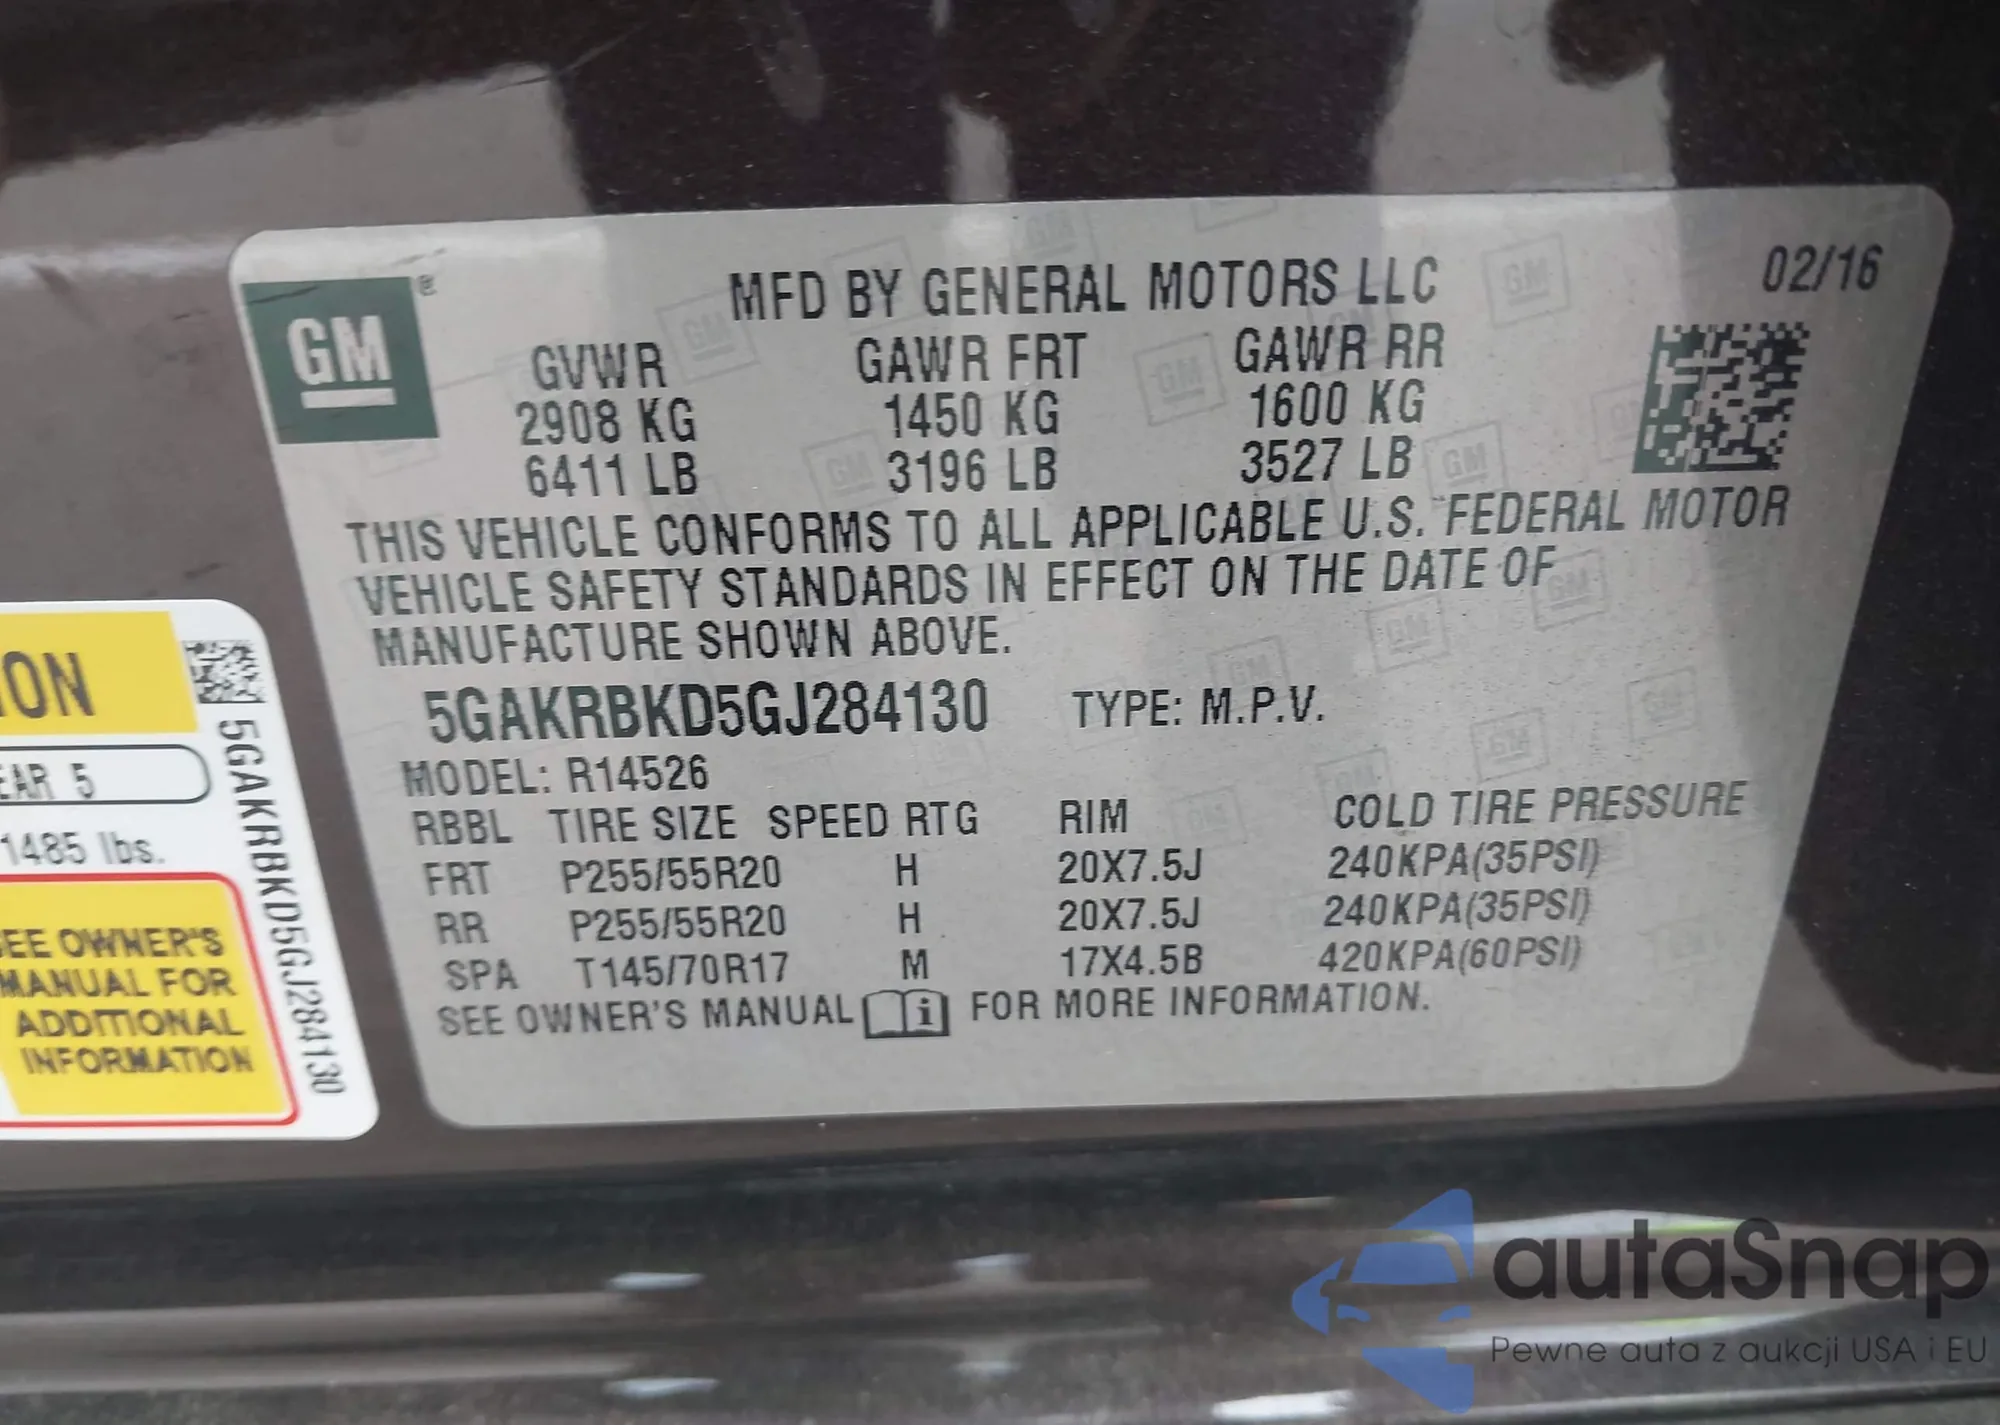 GM
®
MFD BY GENERAL MOTORS LLC
02/16
GVWR GAWR FRT GAWR RR
2908 KG 1450 KG 1600 KG
6411 LB 3196 LB 3527 LB
THIS VEHICLE CONFORMS TO ALL APPLICABLE U.S. FEDERAL MOTOR
VEHICLE SAFETY STANDARDS IN EFFECT ON THE DATE OF
MANUFACTURE SHOWN ABOVE.
5GAKRBKD5GJ284130 TYPE: M.P.V.
MODEL: R14526
RBBL TIRE SIZE SPEED RTG RIM COLD TIRE PRESSURE
FRT P255/55R20 H 20X7.5J 240KPA(35PSI)
RR P255/55R20 H 20X7.5J 240KPA(35PSI)
SPA T145/70R17 M 17X4.5B 420KPA(60PSI)
SEE OWNER'S MANUAL i FOR MORE INFORMATION.
ION
EAR 5
1485 lbs.
SEE OWNER'S
MANUAL FOR
ADDITIONAL
INFORMATION
5GAKRBKD5GJ284130
autaSnap
Pewne auta z aukcji USA i EU